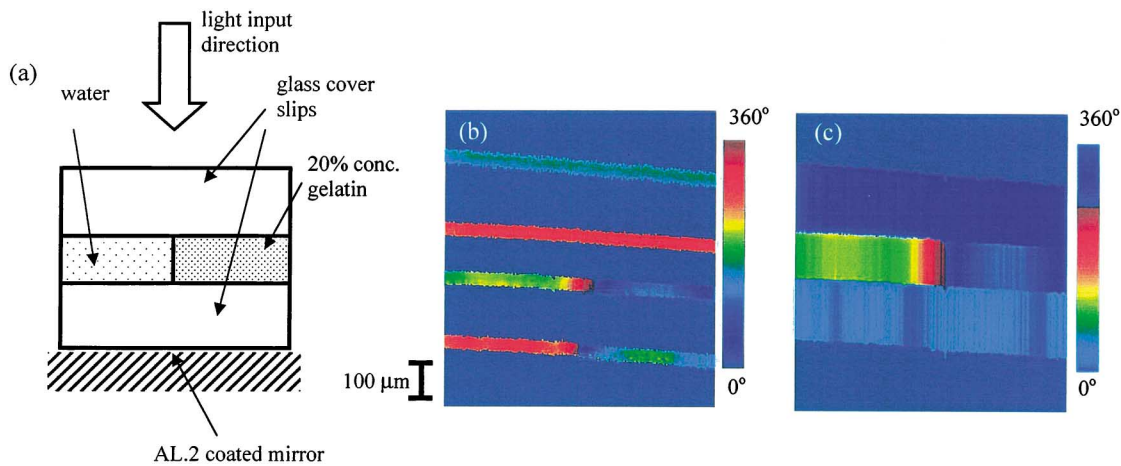 light input
direction
(a)
water
glass cover
slips
20% conc.
gelatin
AL.2 coated mirror
(b)
360°
0°
100 μm
(c)
360°
0°